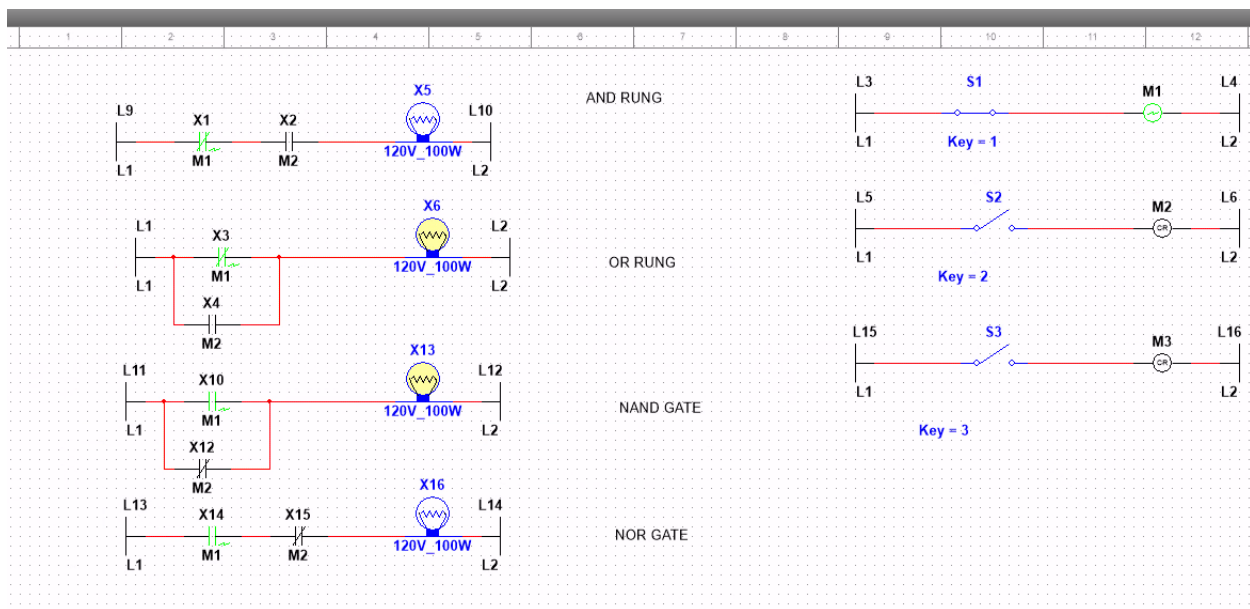 1 2 3 4 5 6 7 8 9 10 11 12
L9 X1 X2 X5 L10
M1 M2 120V_100W
L1 L2
AND RUNG
L1 X3 X6 L2
M1 120V_100W
L1 L2
X4
M2
OR RUNG
L11 X10 X13 L12
M1 120V_100W
L1 L2
X12
M2
NAND GATE
L13 X14 X15 X16 L14
M1 M2 120V_100W
L1 L2
NOR GATE
L3 S1 M1 L4
L1 Key = 1 L2
L5 S2 M2 L6
CR
L1 L2
Key = 2
L15 S3 M3 L16
CR
L1 L2
Key = 3